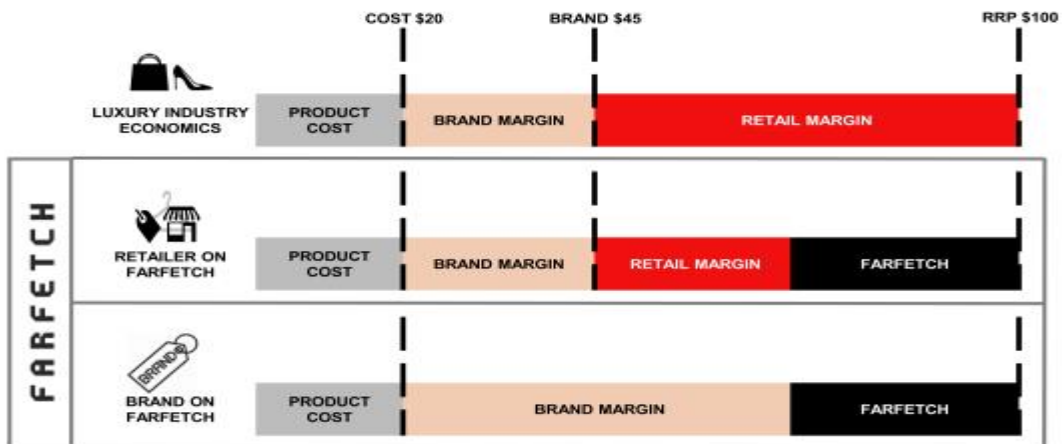 COST $20 BRAND $45 RRP $100
LUXURY INDUSTRY
ECONOMICS
PRODUCT
COST
BRAND MARGIN
RETAIL MARGIN
FARFETCH
RETAILER ON
FARFETCH
PRODUCT
COST
BRAND MARGIN
RETAIL MARGIN
FARFETCH
BRAND
BRAND ON
FARFETCH
PRODUCT
COST
BRAND MARGIN
FARFETCH